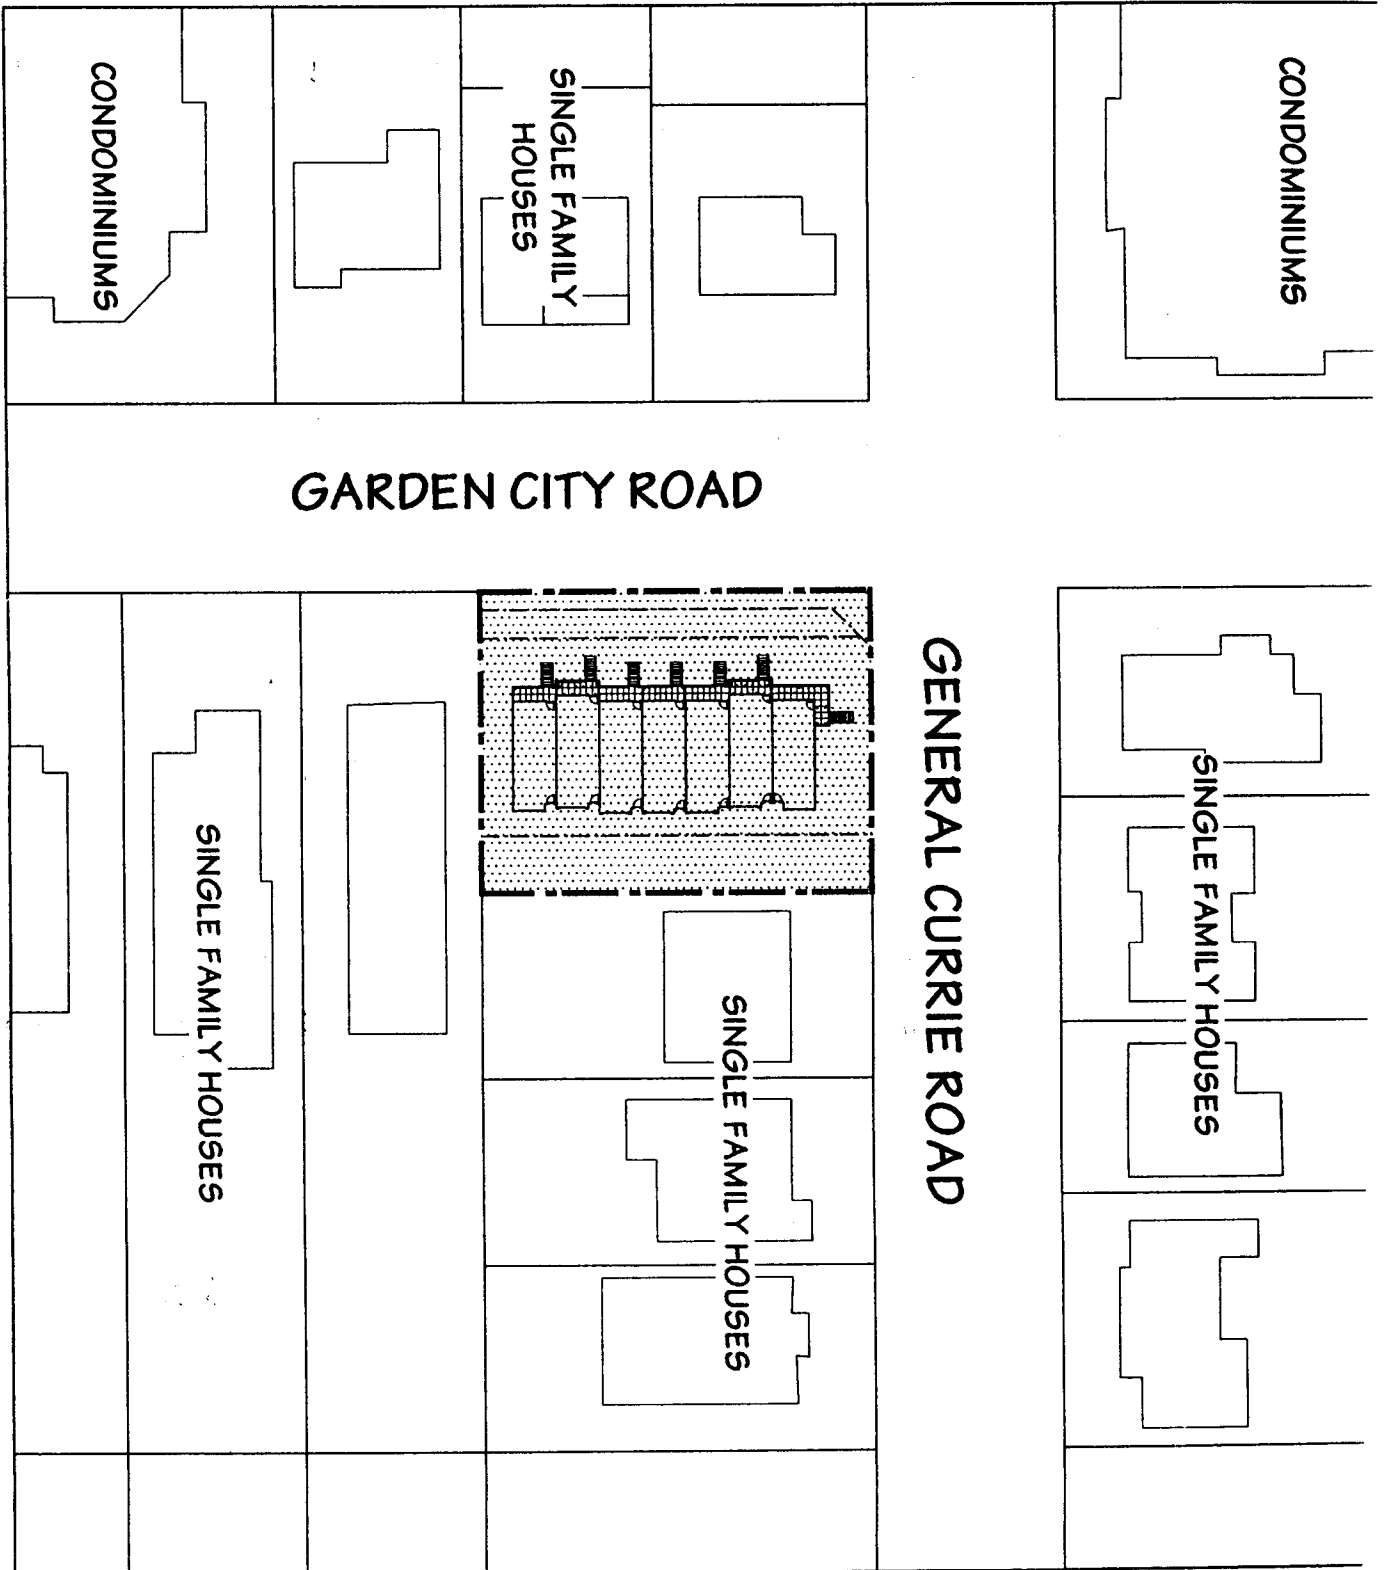 CONDOMINIUMS
SINGLE FAMILY
HOUSES
CONDOMINIUMS
GARDEN CITY ROAD
GENERAL CURRIE ROAD
SINGLE FAMILY HOUSES
SINGLE FAMILY HOUSES
SINGLE FAMILY HOUSES